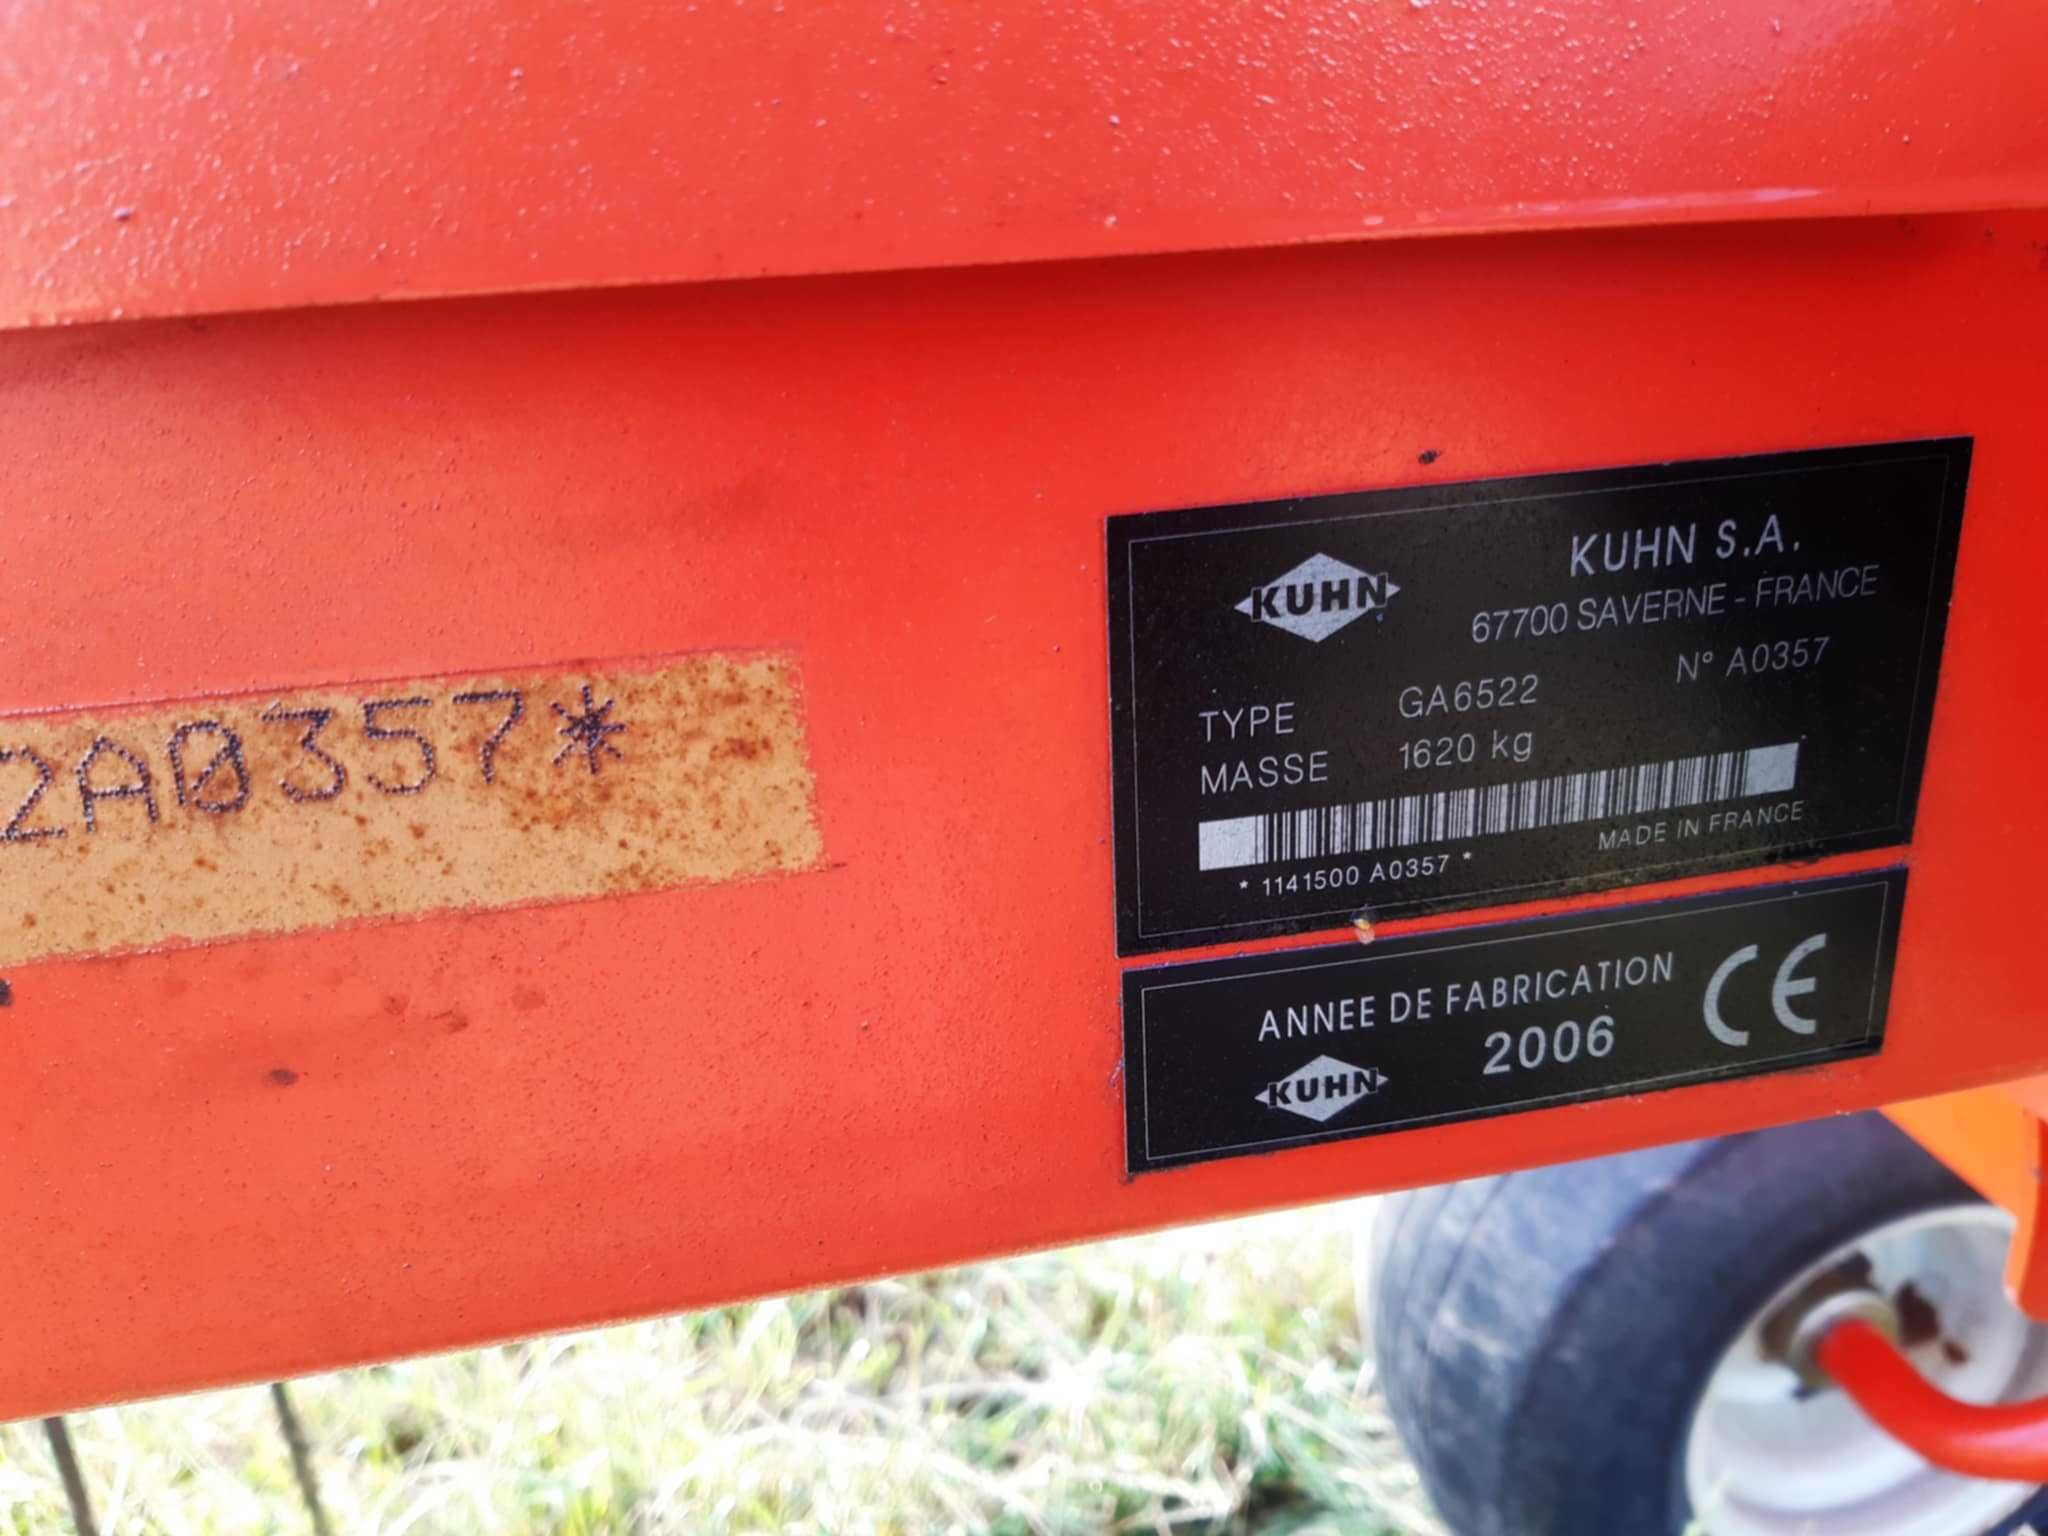 2A0357*
KUHN
KUHN S.A.
67700 SAVERNE - FRANCE
N° A0357
TYPE GA6522
MASSE 1620 kg
MADE IN FRANCE
* 1141500 A0357 *
ANNEE DE FABRICATION
2006
CE
KUHN